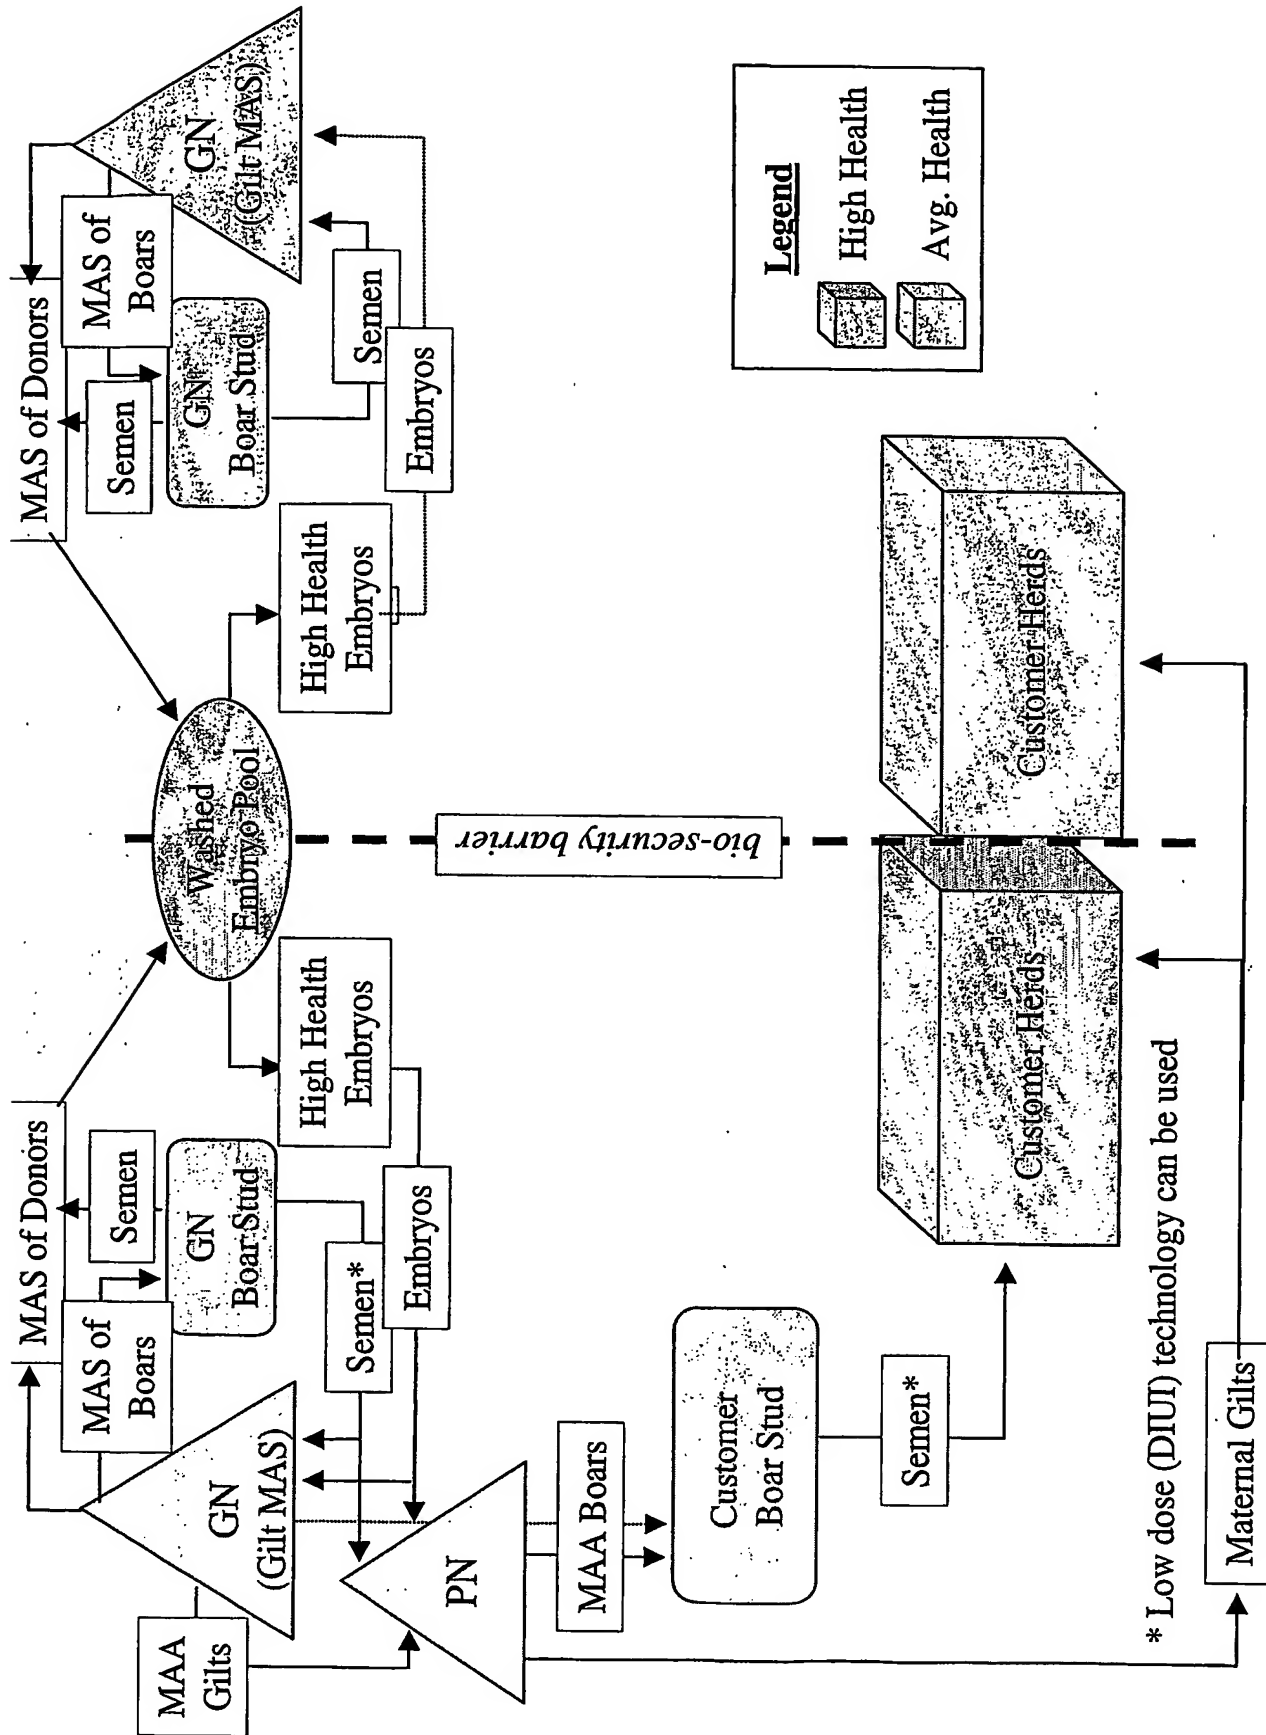 MAS of Donors
MAS of
Boars
Semen
GN
Boar Stud
GN
(Gilt MAS)
MAA
Gilts
Semen*
Embryos
High Health
Embryos
Washed
Embryo Pool
MAS of Donors
Semen
MAS of
Boars
GN
Boar Stud
GN
(Gilt MAS)
High Health
Embryos
Semen
Embryos
bio-security barrier
PN
MAA Boars
Customer
Boar Stud
Semen*
Customer Herds
Customer Herds
Legend
High Health
Avg. Health
* Low dose (DIUI) technology can be used
Maternal Gilts